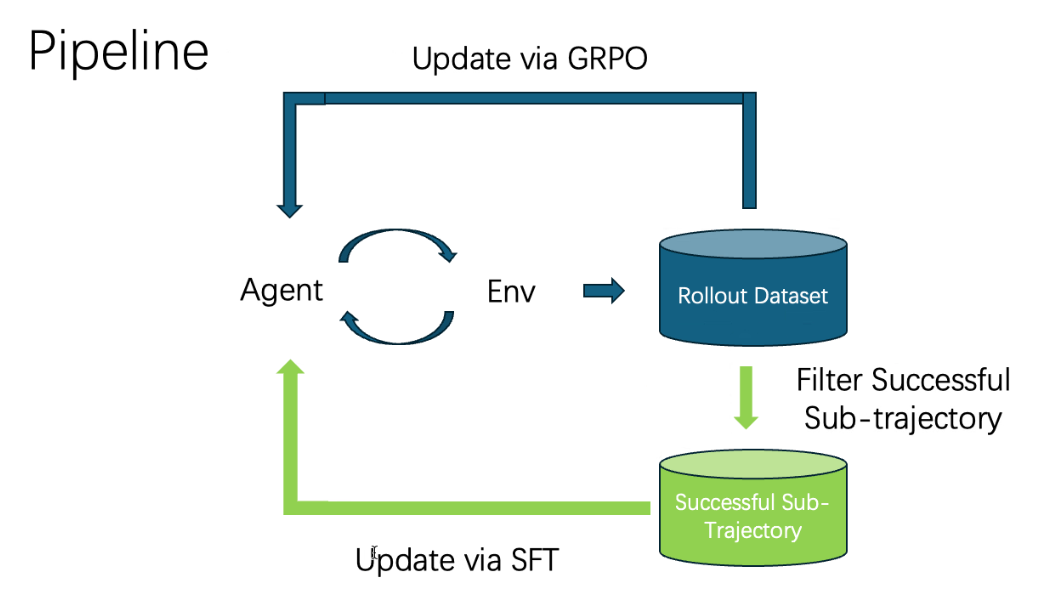 Pipeline
Update via GRPO
Agent
Env
Rollout Dataset
Filter Successful
Sub-trajectory
Successful Sub-
Trajectory
Update via SFT